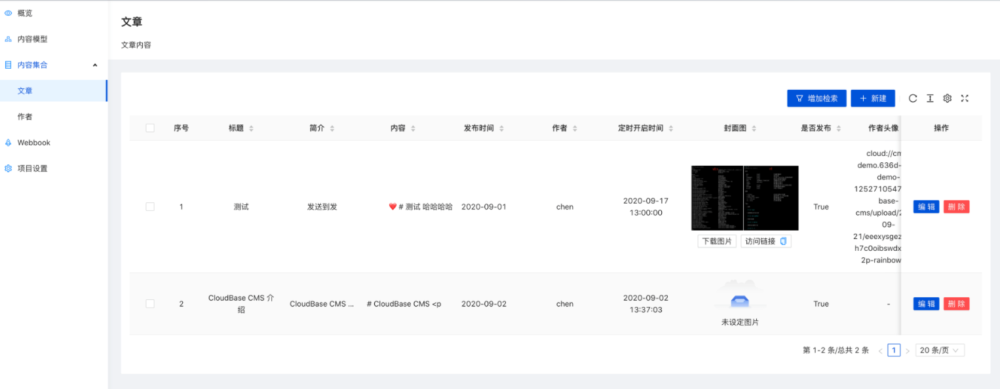 概览
内容模型
内容集合
文章
作者
Webbook
项目设置
文章
文章内容
增加检索
新建
序号 标题 简介 内容 发布时间 作者 定时开启时间 封面图 是否发布 作者头像 操作
1 测试 发送到发 ❤️ # 测试 哈哈哈哈 2020-09-01 chen
2020-09-17
13:00:00
下载图片 访问链接
True
cloud://cm
demo.636d-
demo-
1252710547
base-
cms/upload/2
09-
21/eeexysgez
h7c0oibswdx
2p-rainbow
编辑 删除
2
CloudBase CMS 介
绍
CloudBase CMS ... # CloudBase CMS <p 2020-09-02 chen
2020-09-02
13:37:03
未设定图片
True - 编辑 删除
第 1-2 条/总共 2 条 < 1 > 20 条/页